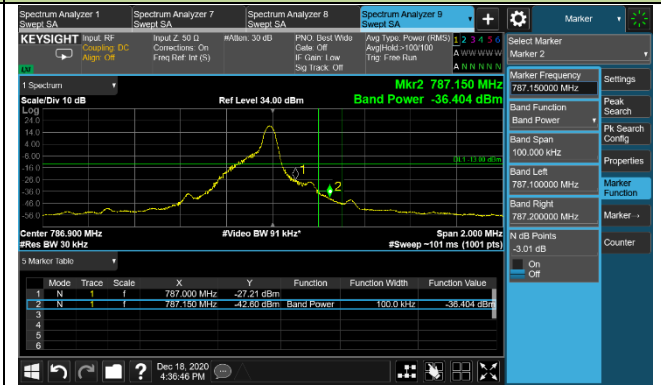 Spectrum Analyzer 1
Swept SA
Spectrum Analyzer 7
Swept SA
Spectrum Analyzer 8
Swept SA
Spectrum Analyzer 9
Swept SA
+
Marker
KEYSIGHT
Input: RF
Coupling: DC
Align: Off
Input Z: 50 Ω
Corrections: On
Freq Ref: Int (S)
#Atten: 30 dB
PNO: Best Wide
Gate: Off
IF Gain: Low
Sig Track: Off
Avg Type: Power (RMS)
Avg|Hold:>100/100
Trig: Free Run
1 2 3 4 5 6
A W W W W W
A N N N N N
LV
1 Spectrum
Scale/Div 10 dB
Log
Ref Level 34.00 dBm
Mkr2 787.150 MHz
Band Power -36.404 dBm
24.0
14.0
4.00
-6.00
-16.0
-26.0
-36.0
-46.0
-56.0
DL1 -13.00 dBm
1
2
Center 786.900 MHz
#Res BW 30 kHz
#Video BW 91 kHz*
Span 2.000 MHz
#Sweep ~101 ms (1001 pts)
5 Marker Table
Mode Trace Scale X Y Function Function Width Function Value
1 N 1 f 787.000 MHz -27.21 dBm
2 N 1 f 787.150 MHz -42.60 dBm Band Power 100.0 kHz -36.404 dBm
3
4
5
6
Select Marker
Marker 2
Marker Frequency
787.150000 MHz
Band Function
Band Power
Band Span
100.000 kHz
Band Left
787.100000 MHz
Band Right
787.200000 MHz
N dB Points
-3.01 dB
On
Off
Settings
Peak
Search
Pk Search
Config
Properties
Marker
Function
Marker→
Counter
?
Dec 18, 2020
4:36:46 PM